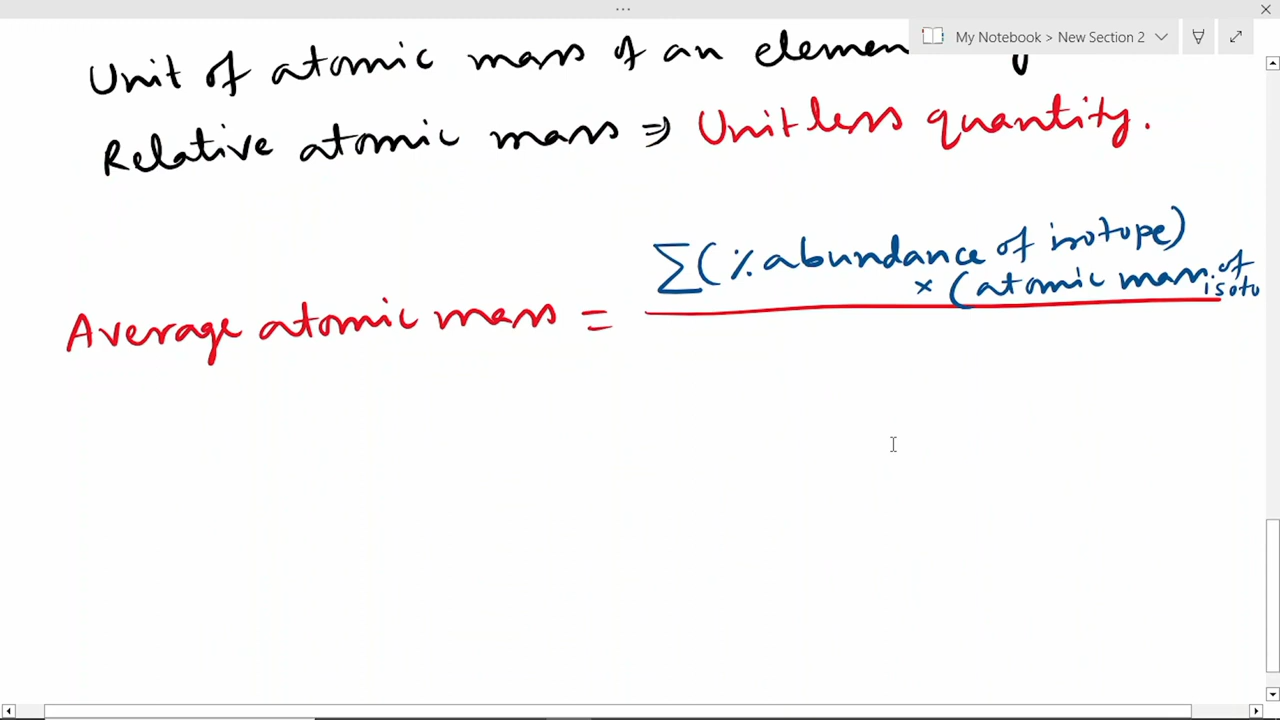 My Notebook > New Section 2
Unit of atomic mass of an elemen
Relative atomic mass ⇒ Unitless quantity.
Σ(% abundance of isotope)
× (atomic mass of
isoto
Average atomic mass =